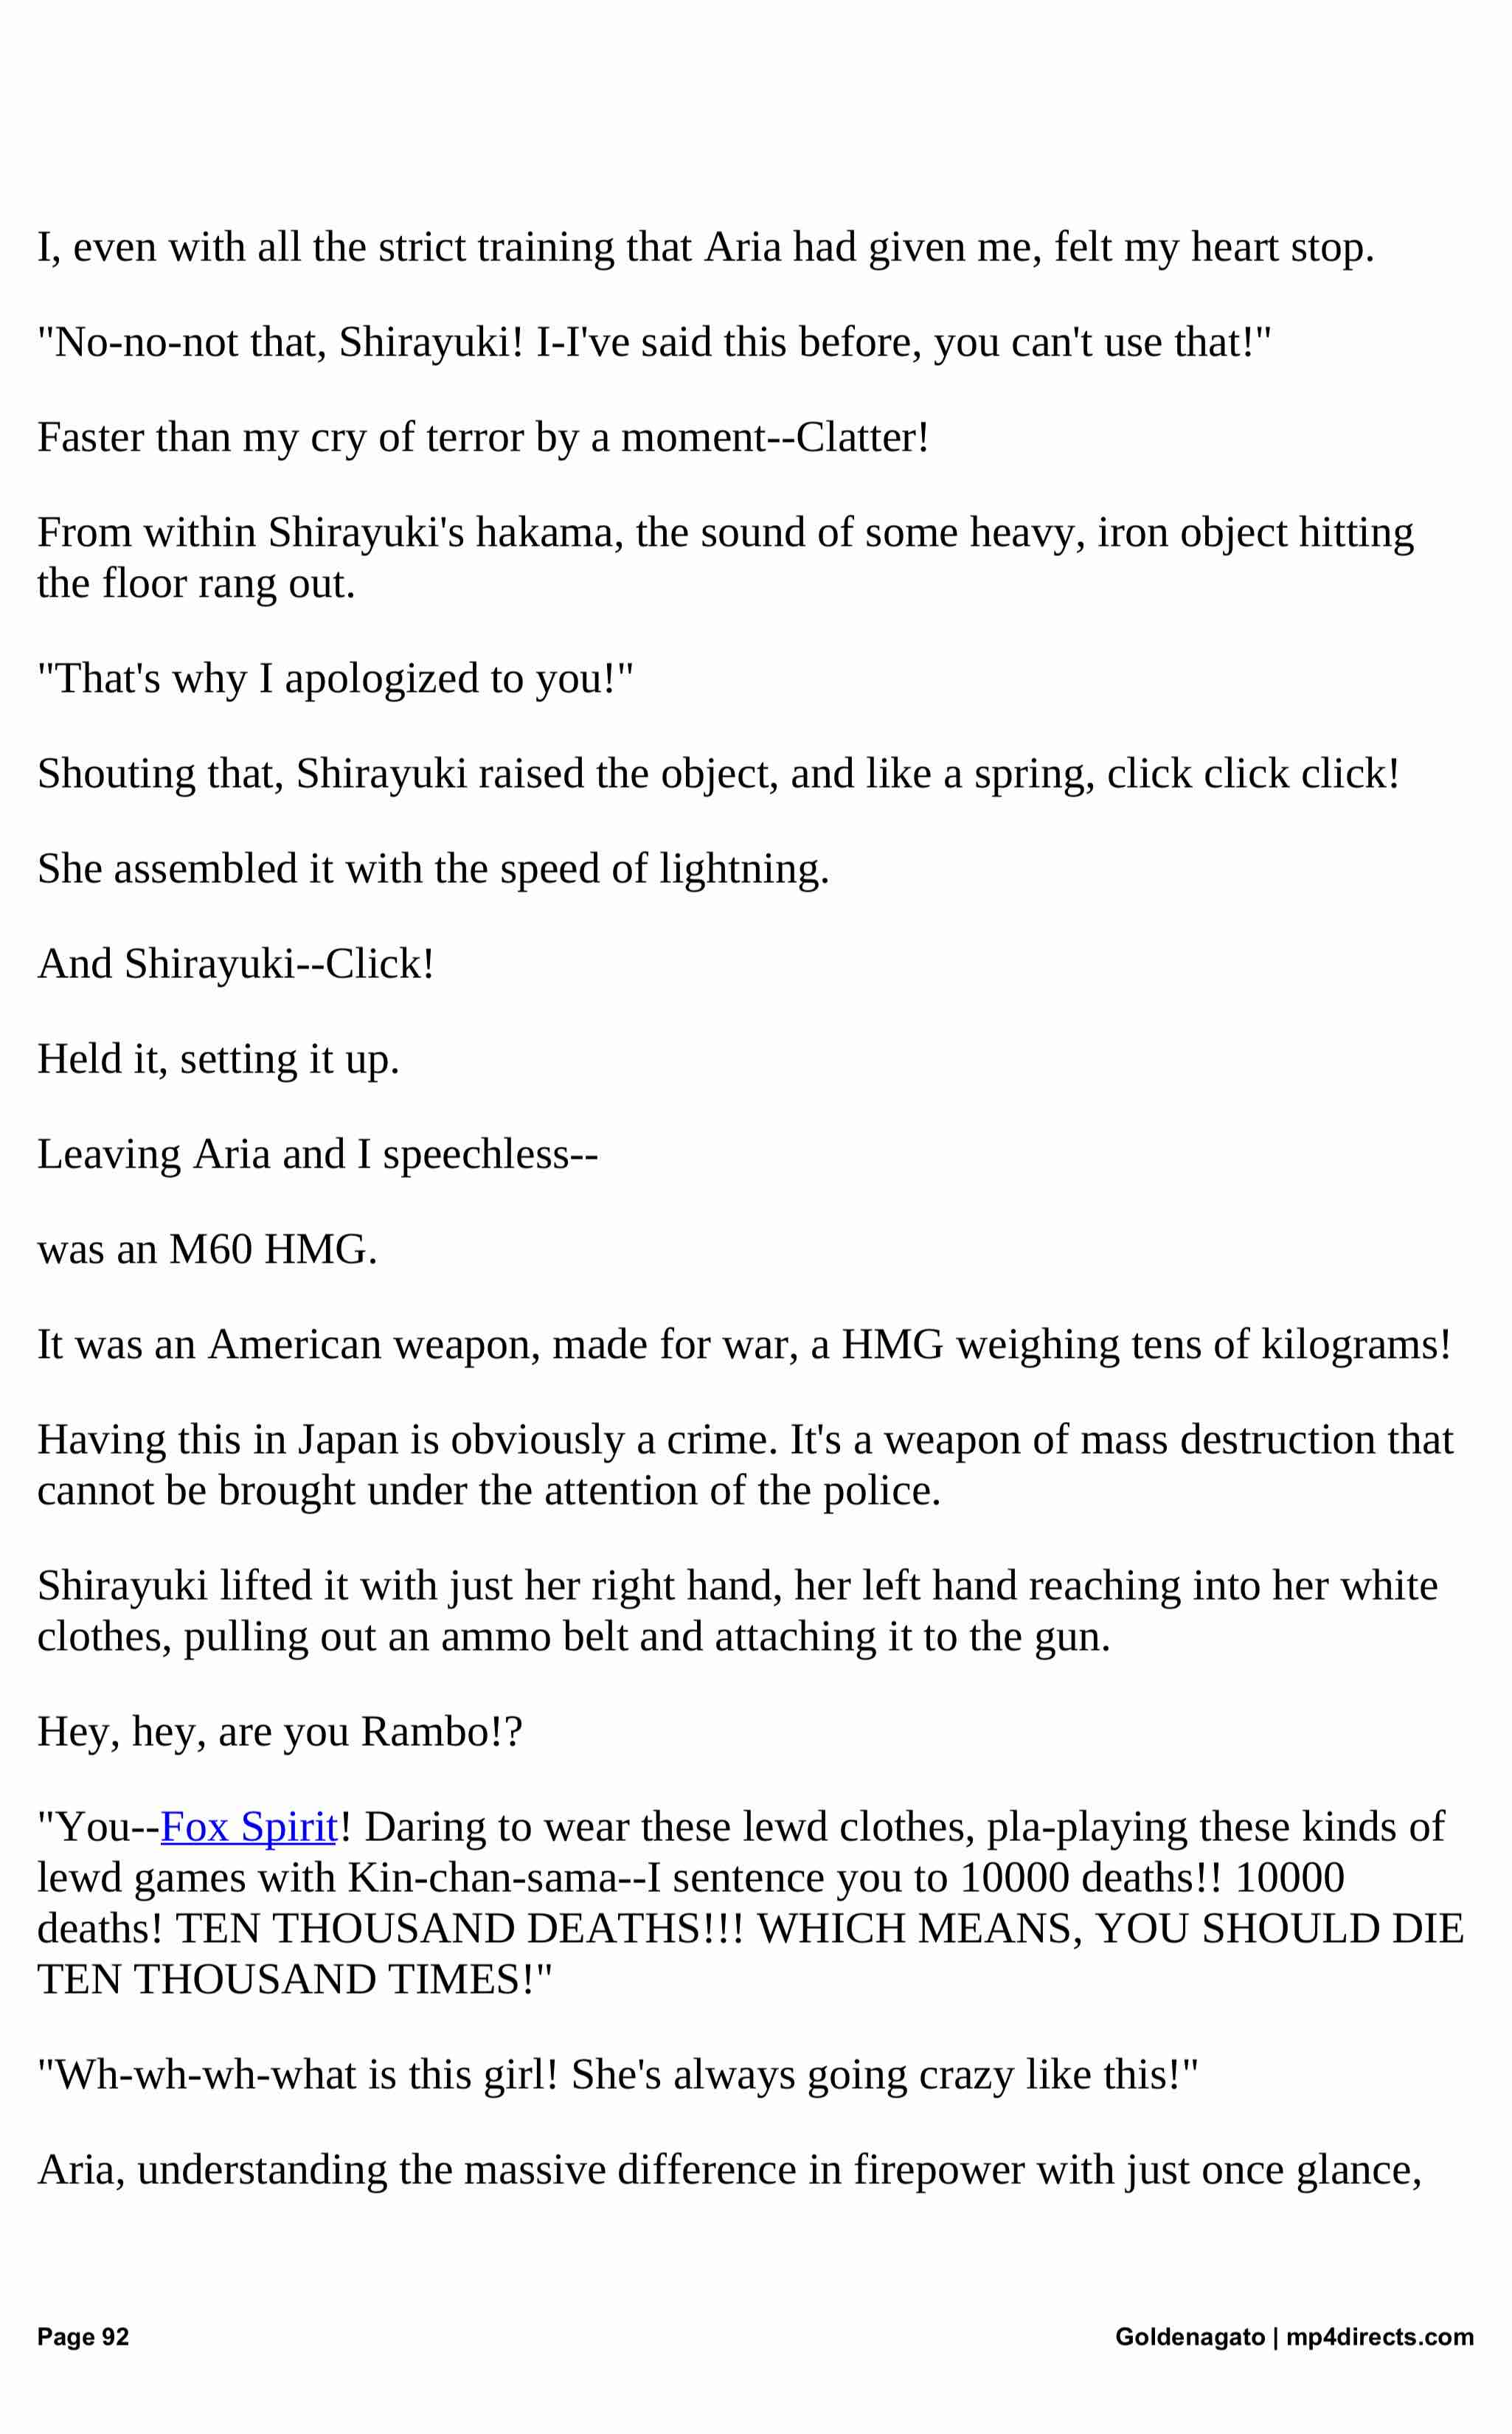 I, even with all the strict training that Aria had given me, felt my heart stop.
"No-no-not that, Shirayuki! I-I've said this before, you can't use that!"
Faster than my cry of terror by a moment--Clatter!
From within Shirayuki's hakama, the sound of some heavy, iron object hitting
the floor rang out.
"That's why I apologized to you!"
Shouting that, Shirayuki raised the object, and like a spring, click click click!
She assembled it with the speed of lightning.
And Shirayuki--Click!
Held it, setting it up.
Leaving Aria and I speechless--
was an M60 HMG.
It was an American weapon, made for war, a HMG weighing tens of kilograms!
Having this in Japan is obviously a crime. It's a weapon of mass destruction that
cannot be brought under the attention of the police.
Shirayuki lifted it with just her right hand, her left hand reaching into her white
clothes, pulling out an ammo belt and attaching it to the gun.
Hey, hey, are you Rambo!?
"You--Fox Spirit! Daring to wear these lewd clothes, pla-playing these kinds of
lewd games with Kin-chan-sama--I sentence you to 10000 deaths!! 10000
deaths! TEN THOUSAND DEATHS!!! WHICH MEANS, YOU SHOULD DIE
TEN THOUSAND TIMES!"
"Wh-wh-wh-what is this girl! She's always going crazy like this!"
Aria, understanding the massive difference in firepower with just once glance,
Page 92
Goldenagato | mp4directs.com